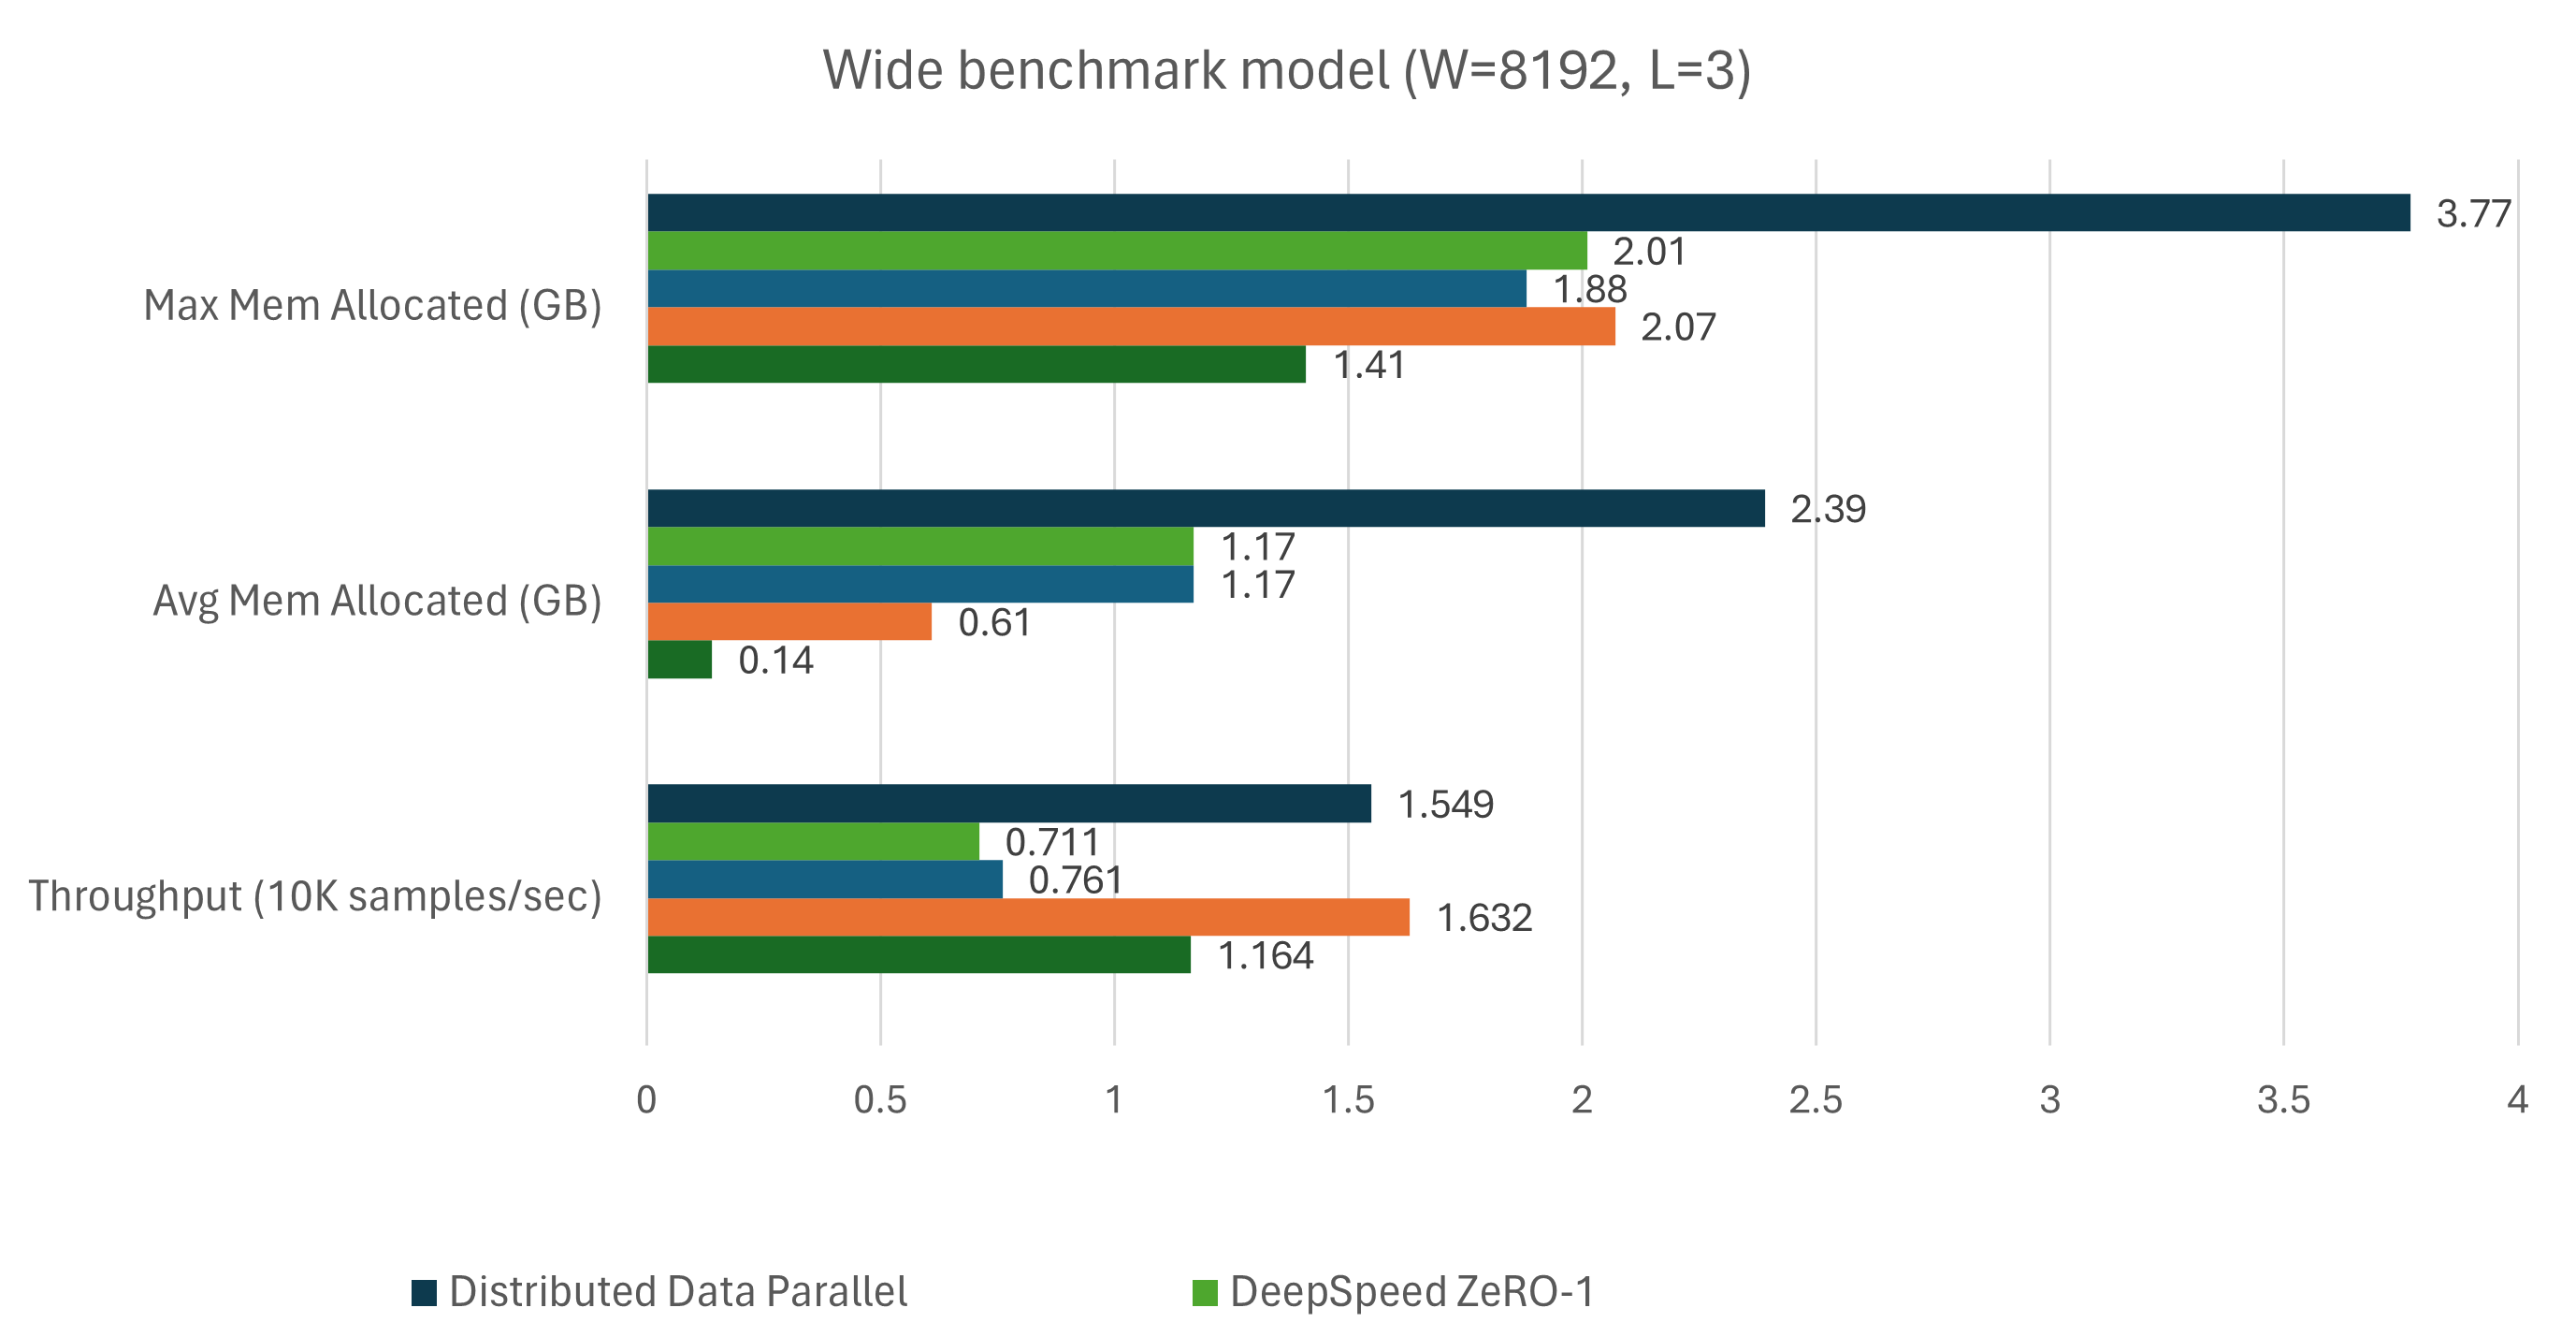 Wide benchmark model (W=8192, L=3)
Max Mem Allocated (GB)
3.77
2.01
1.88
2.07
1.41
Avg Mem Allocated (GB)
2.39
1.17
1.17
0.61
0.14
Throughput (10K samples/sec)
1.549
0.711
0.761
1.632
1.164
0 0.5 1 1.5 2 2.5 3 3.5 4
Distributed Data Parallel DeepSpeed ZeRO-1